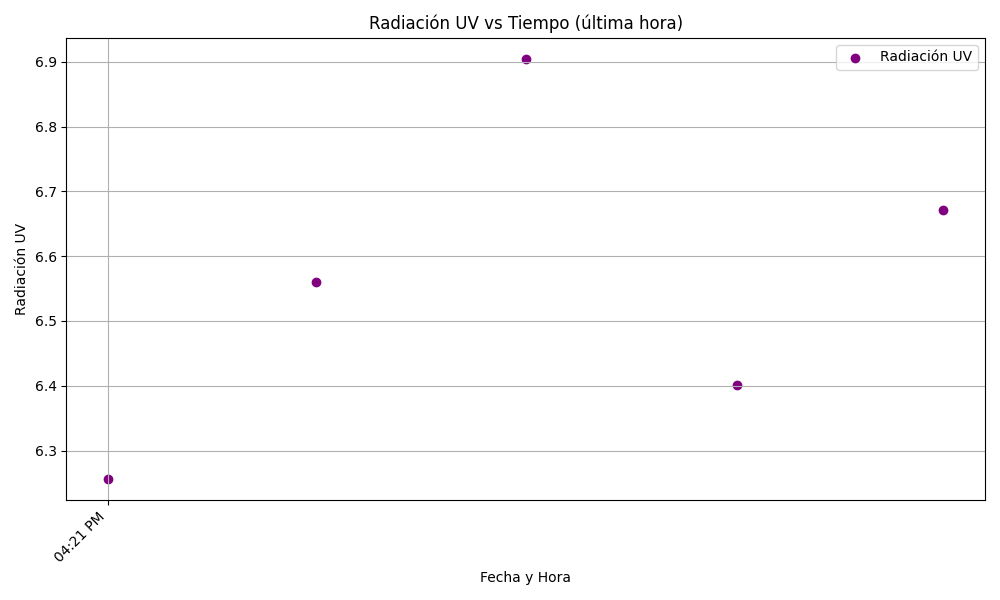 Radiación UV vs Tiempo (última hora)
Radiación UV
6.9
6.8
6.7
6.6
6.5
6.4
6.3
Radiación UV
04:21 PM
Fecha y Hora